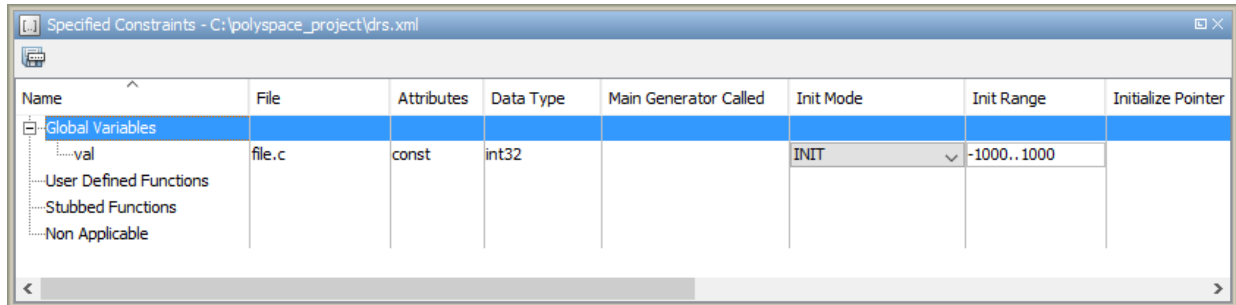 [..] Specified Constraints - C:\polyspace_project\drs.xml
Name File Attributes Data Type Main Generator Called Init Mode Init Range Initialize Pointer
Global Variables
val file.c const int32 INIT -1000..1000
User Defined Functions
Stubbed Functions
Non Applicable